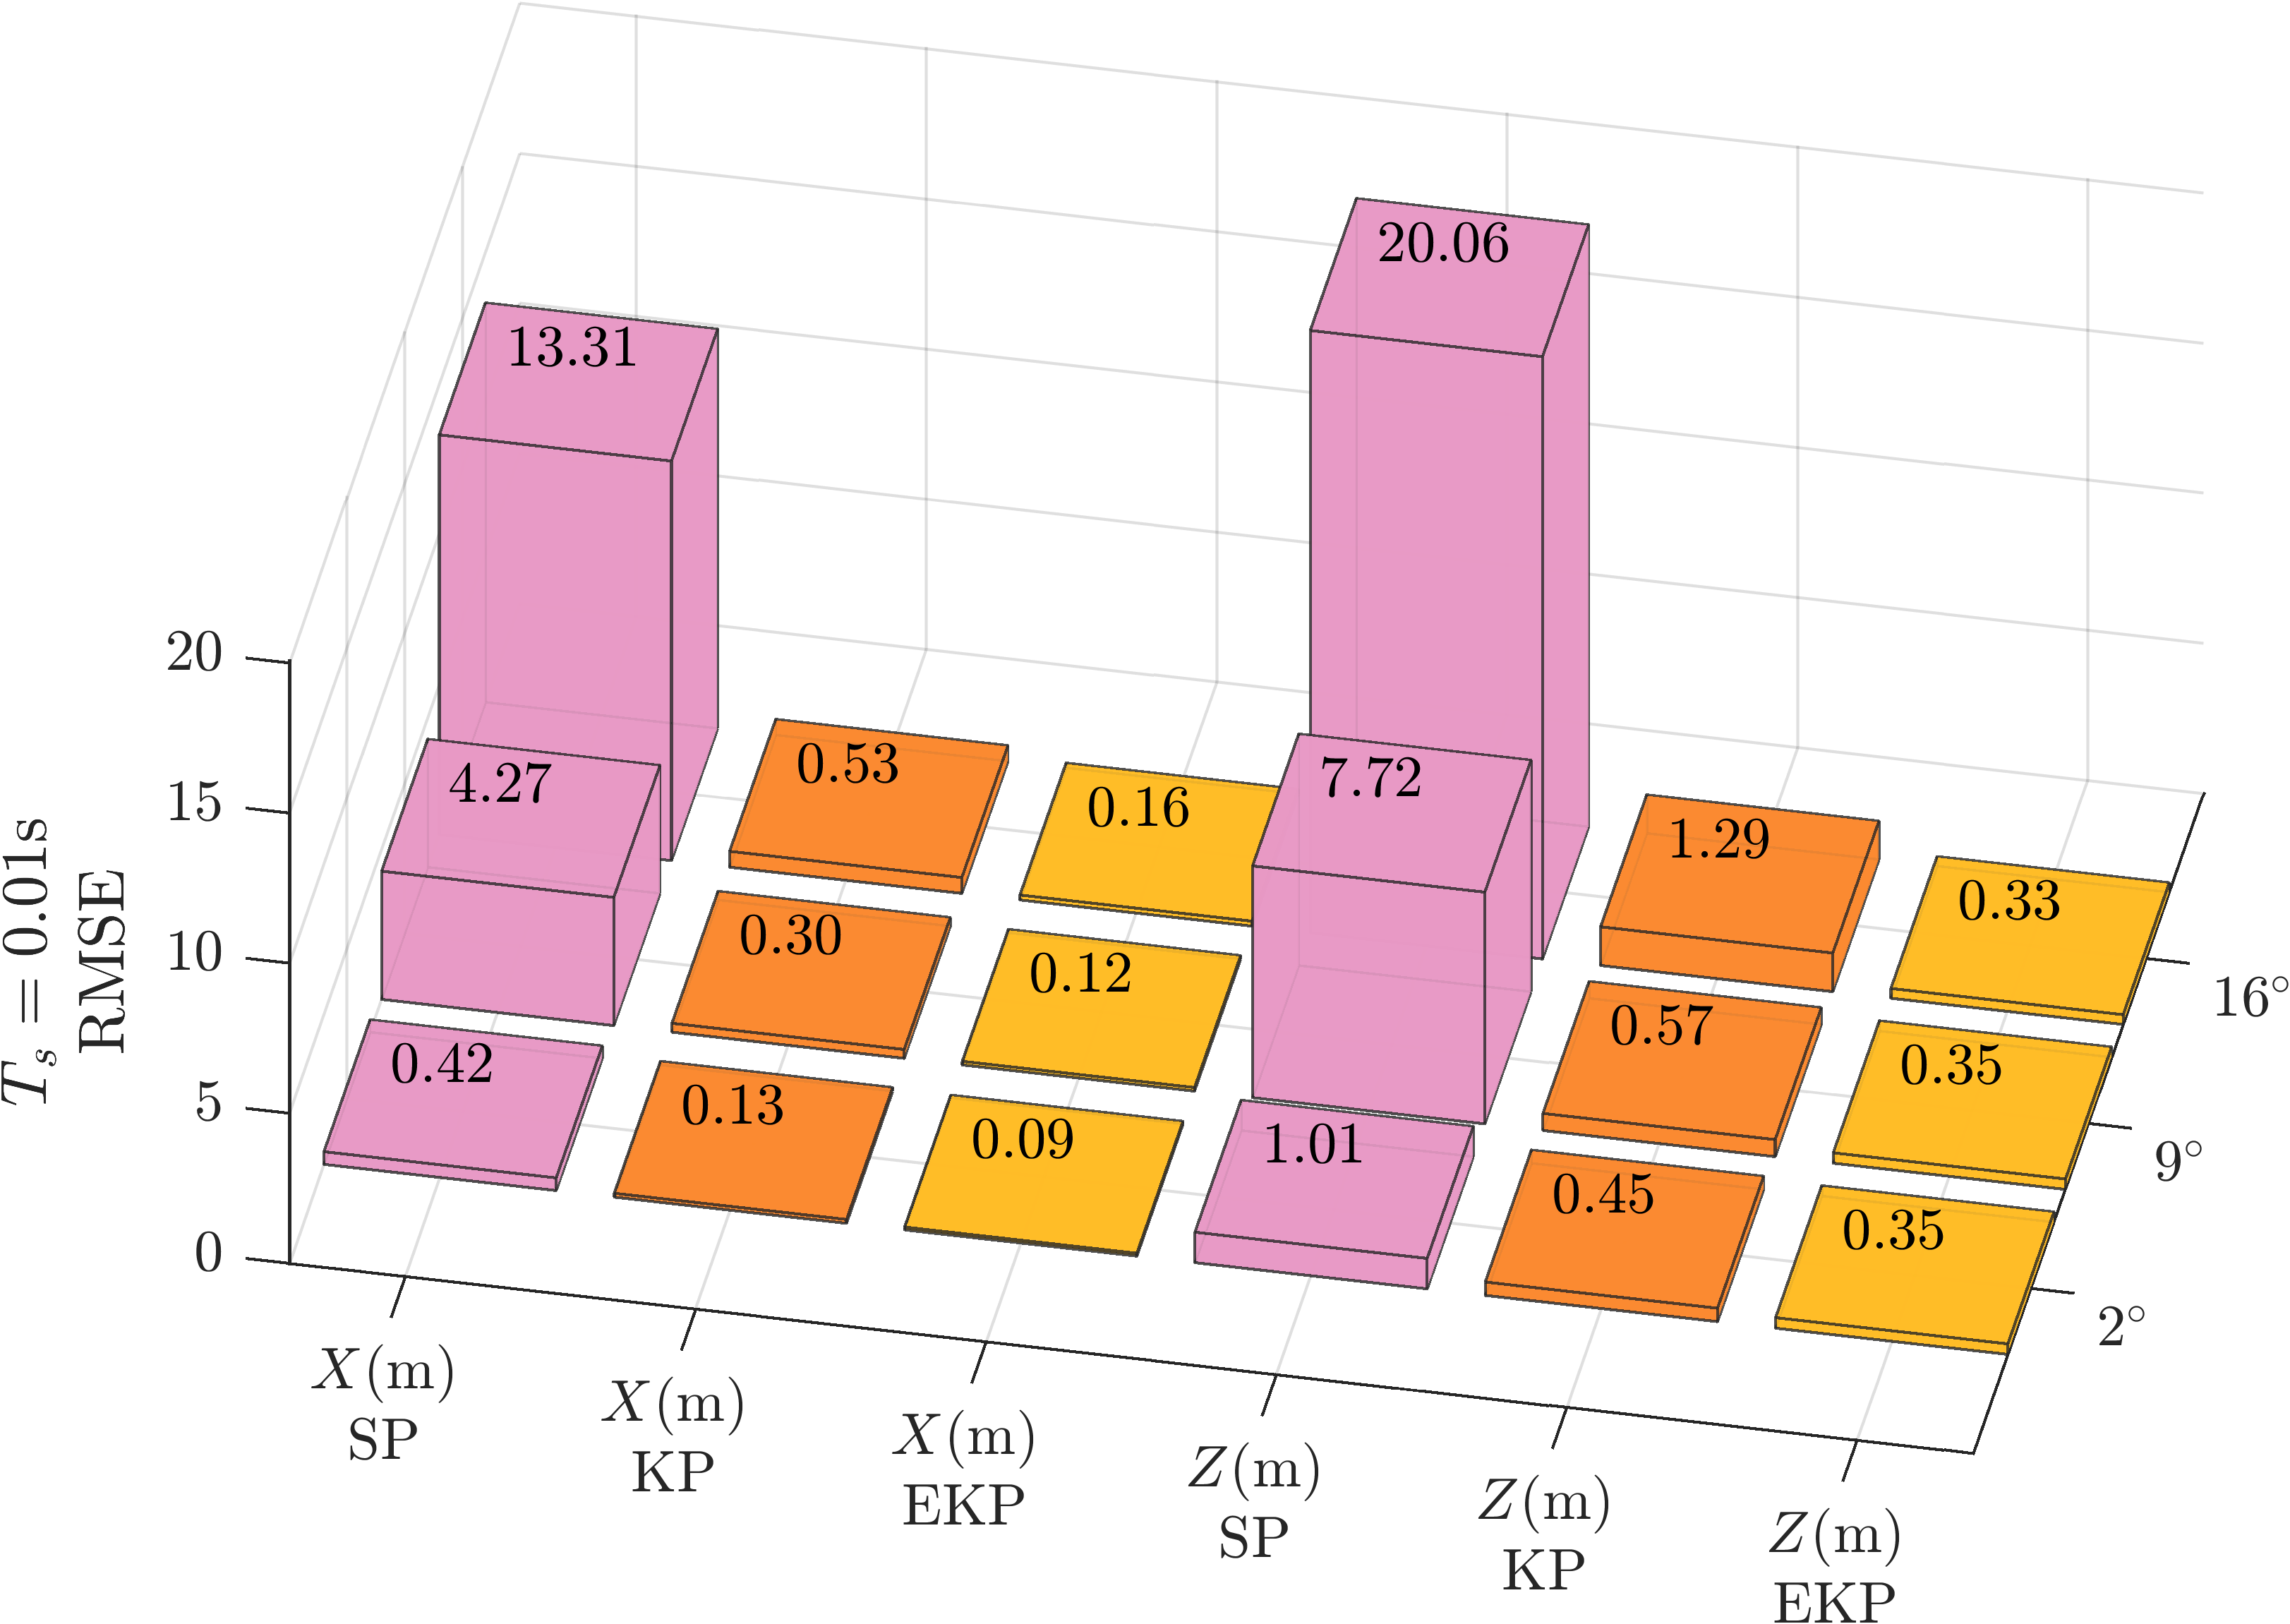 T_s = 0.01s
RMSE
20
15
10
5
0
13.31
20.06
4.27
0.53
0.16
7.72
1.29
0.33
0.42
0.30
0.12
0.57
0.35
0.13
0.09
1.01
0.45
0.35
16°
9°
2°
X(m)
SP
X(m)
KP
X(m)
EKP
Z(m)
SP
Z(m)
KP
Z(m)
EKP